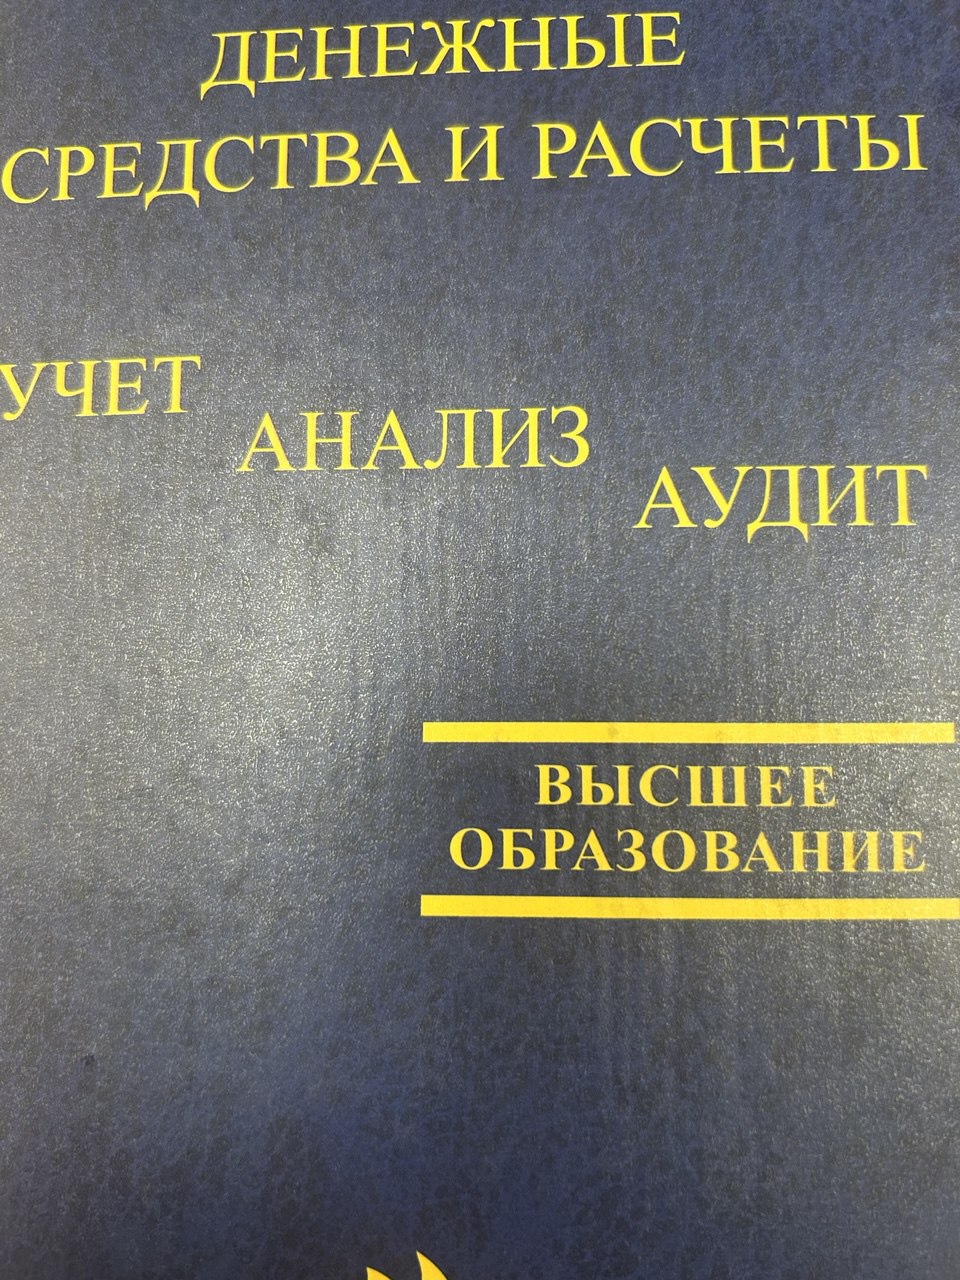 ДЕНЕЖНЫЕ
СРЕДСТВА И РАСЧЕТЫ
УЧЕТ
АНАЛИЗ
АУДИТ
ВЫСШЕЕ
ОБРАЗОВАНИЕ